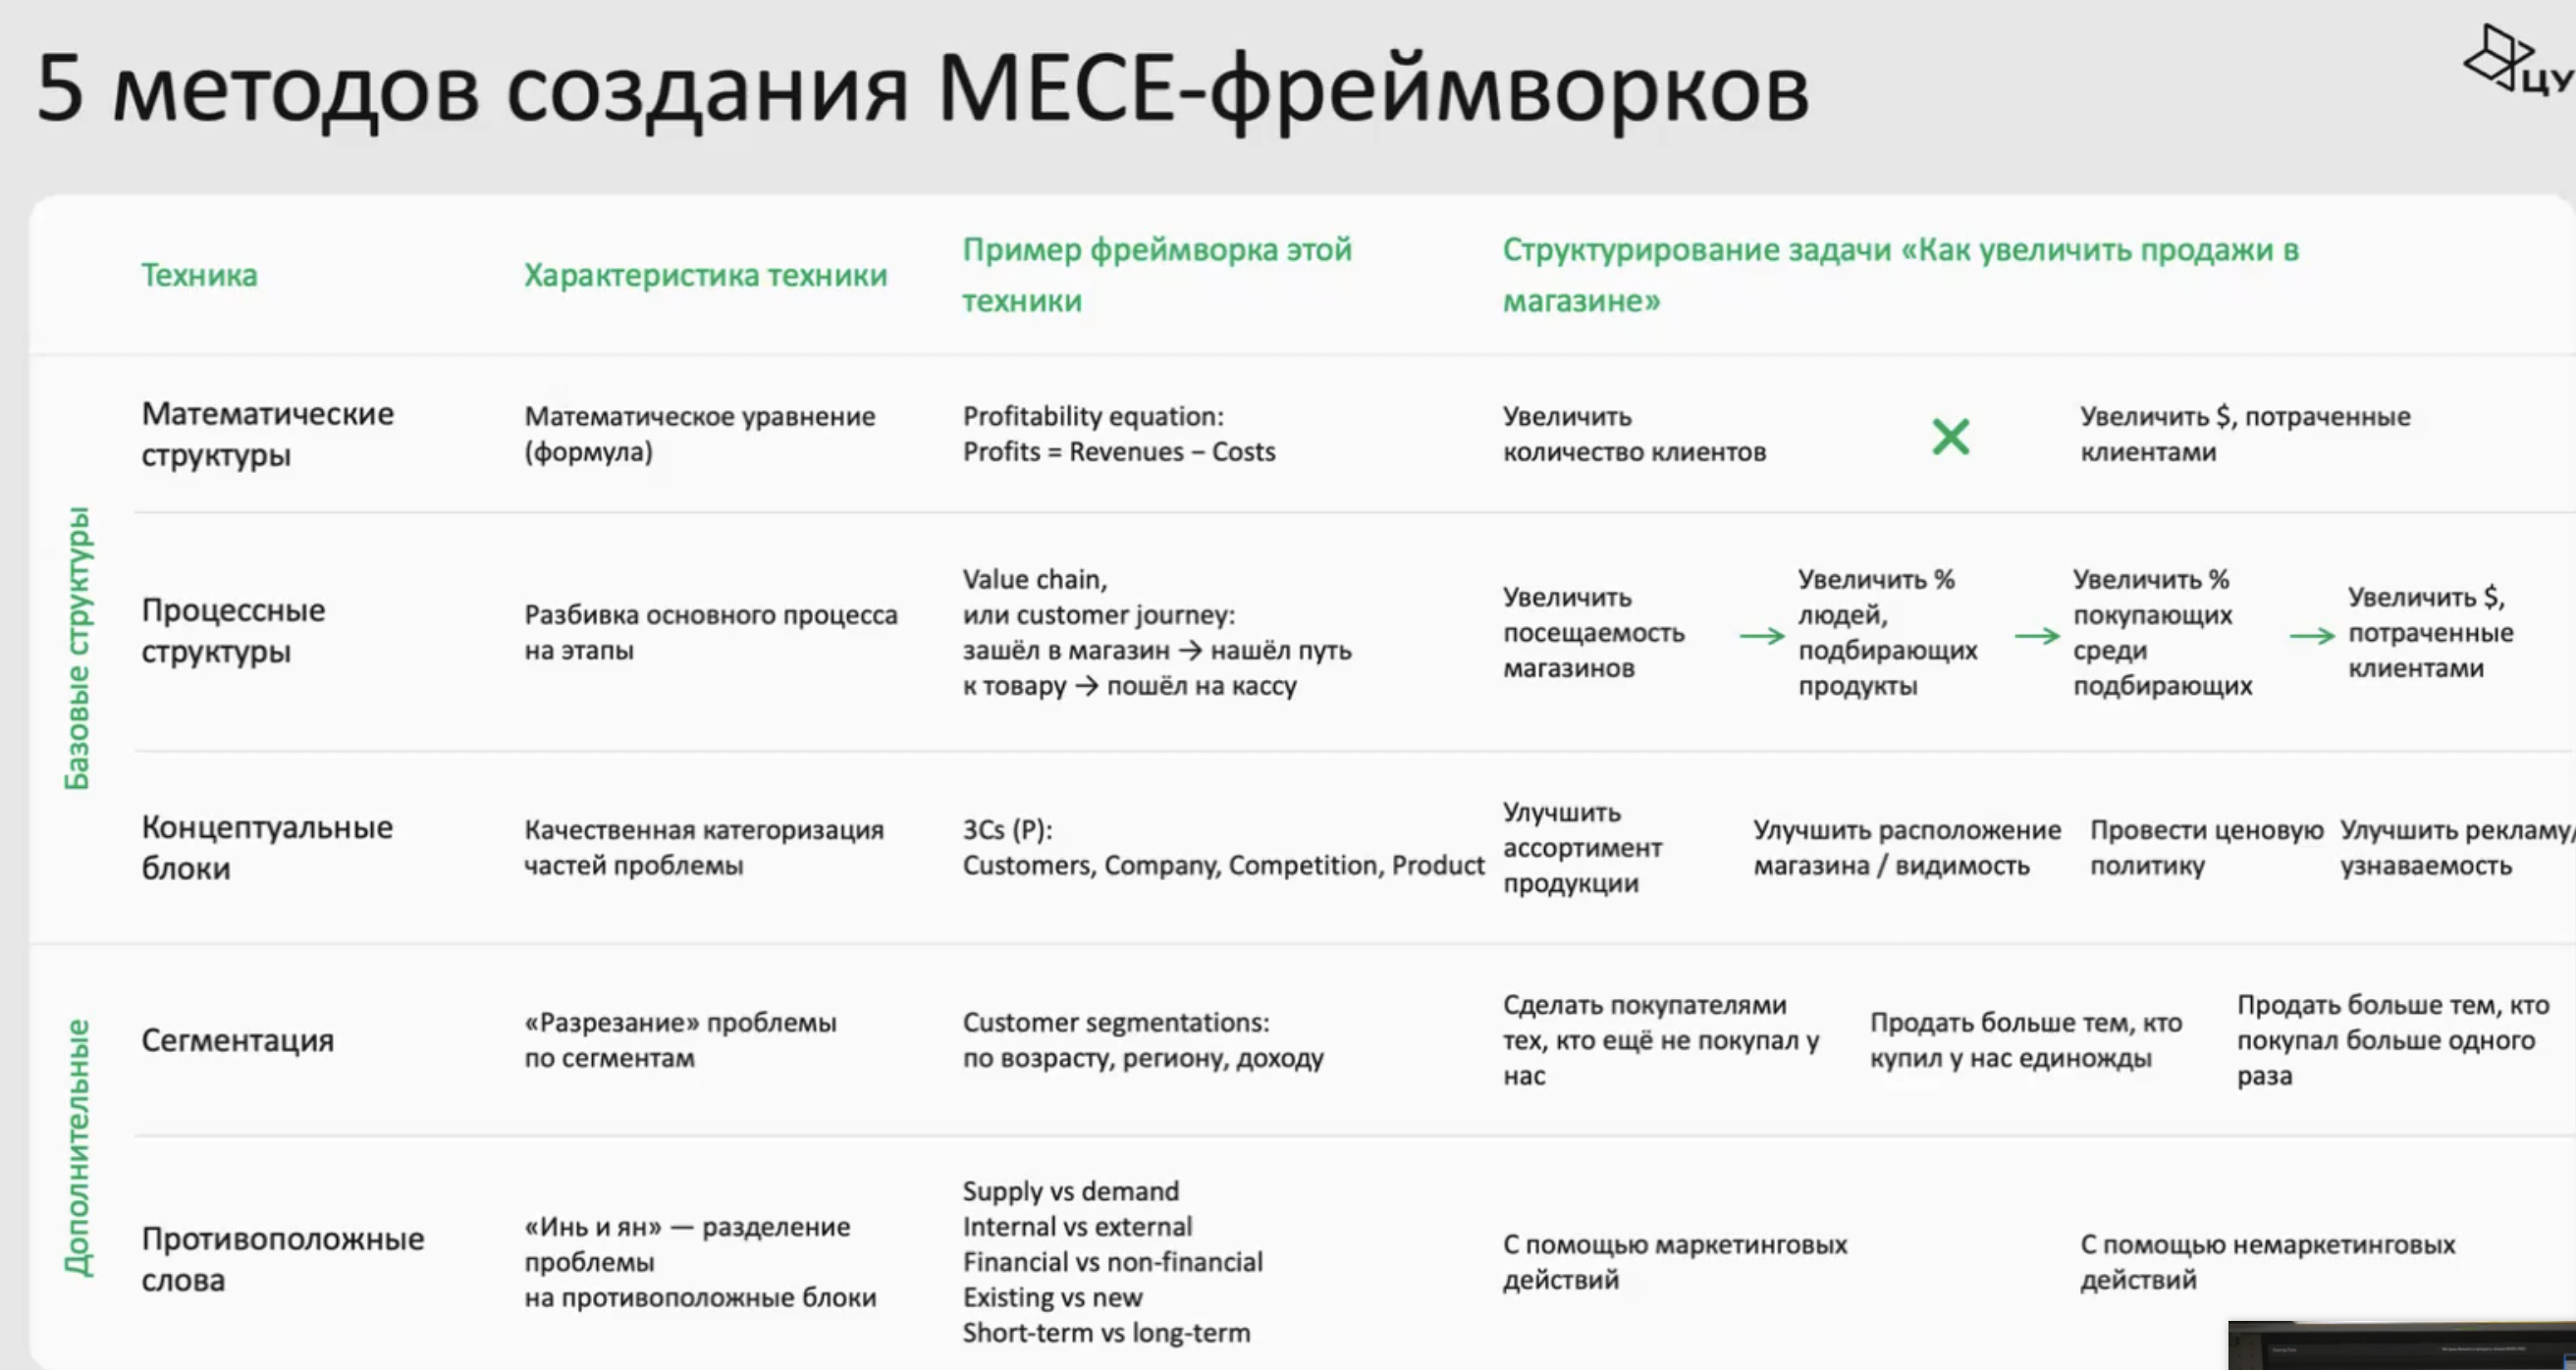 5 методов создания MECE-фреймворков
ЦУ
Техника
Характеристика техники
Пример фреймворка этой
техники
Структурирование задачи «Как увеличить продажи в
магазине»
Базовые структуры
Математические
структуры
Математическое уравнение
(формула)
Profitability equation:
Profits = Revenues – Costs
Увеличить
количество клиентов
×
Увеличить $, потраченные
клиентами
Процессные
структуры
Разбивка основного процесса
на этапы
Value chain,
или customer journey:
зашёл в магазин → нашёл путь
к товару → пошёл на кассу
Увеличить
посещаемость
магазинов
→
Увеличить %
людей,
подбирающих
продукты
→
Увеличить %
покупающих
среди
подбирающих
→
Увеличить $,
потраченные
клиентами
Концептуальные
блоки
Качественная категоризация
частей проблемы
3Cs (P):
Customers, Company, Competition, Product
Улучшить
ассортимент
продукции
Улучшить расположение
магазина / видимость
Провести ценовую
политику
Улучшить рекламу/
узнаваемость
Дополнительные
Сегментация
«Разрезание» проблемы
по сегментам
Customer segmentations:
по возрасту, региону, доходу
Сделать покупателями
тех, кто ещё не покупал у
нас
Продать больше тем, кто
купил у нас единожды
Продать больше тем, кто
покупал больше одного
раза
Противоположные
слова
«Инь и ян» — разделение
проблемы
на противоположные блоки
Supply vs demand
Internal vs external
Financial vs non-financial
Existing vs new
Short-term vs long-term
С помощью маркетинговых
действий
С помощью немаркетинговых
действий